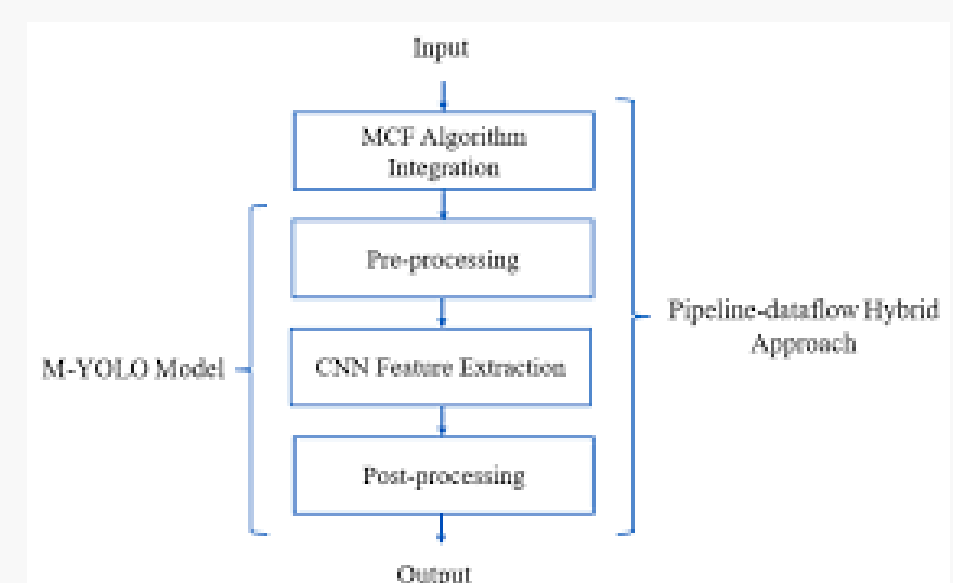 Input
MCF Algorithm
Integration
Pre-processing
Pipeline-dataflow Hybrid
Approach
M-YOLO Model
CNN Feature Extraction
Post-processing
Output